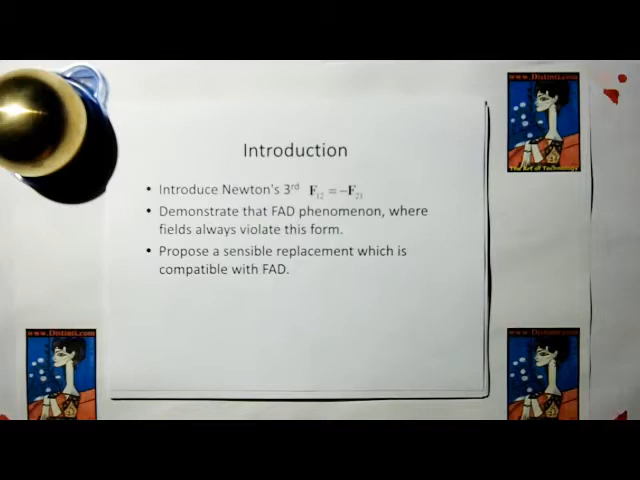 www.Distinti.com
The Art of Technology
Introduction
• Introduce Newton's 3rd F12 = −F21
• Demonstrate that FAD phenomenon, where
fields always violate this form.
• Propose a sensible replacement which is
compatible with FAD.
www.Distinti.com
www.Distinti.com